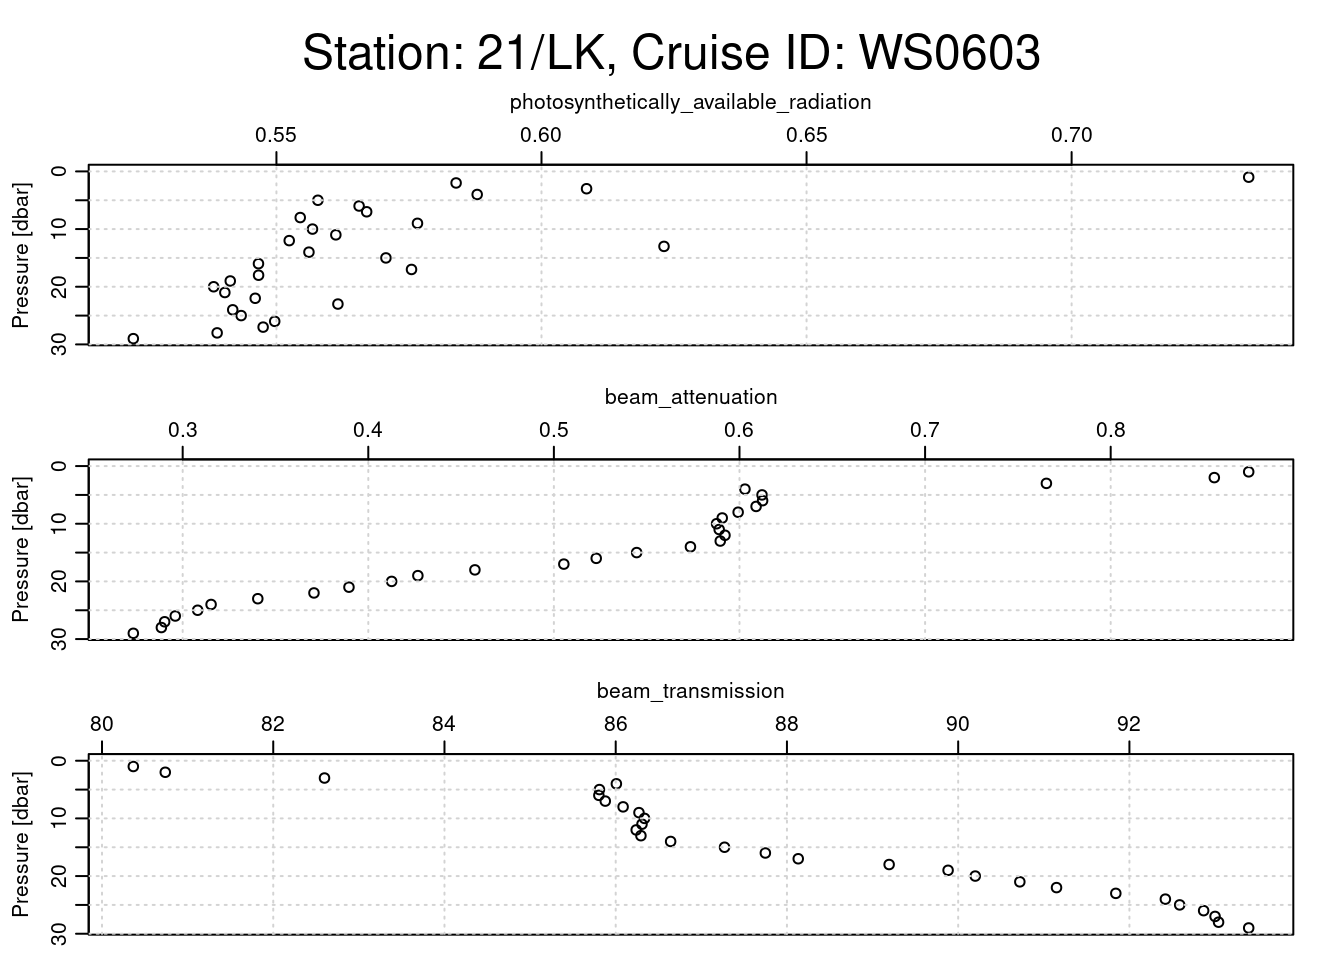 Station: 21/LK, Cruise ID: WS0603
photosynthetically_available_radiation
0.55 0.60 0.65 0.70
Pressure [dbar]
0 10 20 30
beam_attenuation
0.3 0.4 0.5 0.6 0.7 0.8
Pressure [dbar]
0 10 20 30
beam_transmission
80 82 84 86 88 90 92
Pressure [dbar]
0 10 20 30